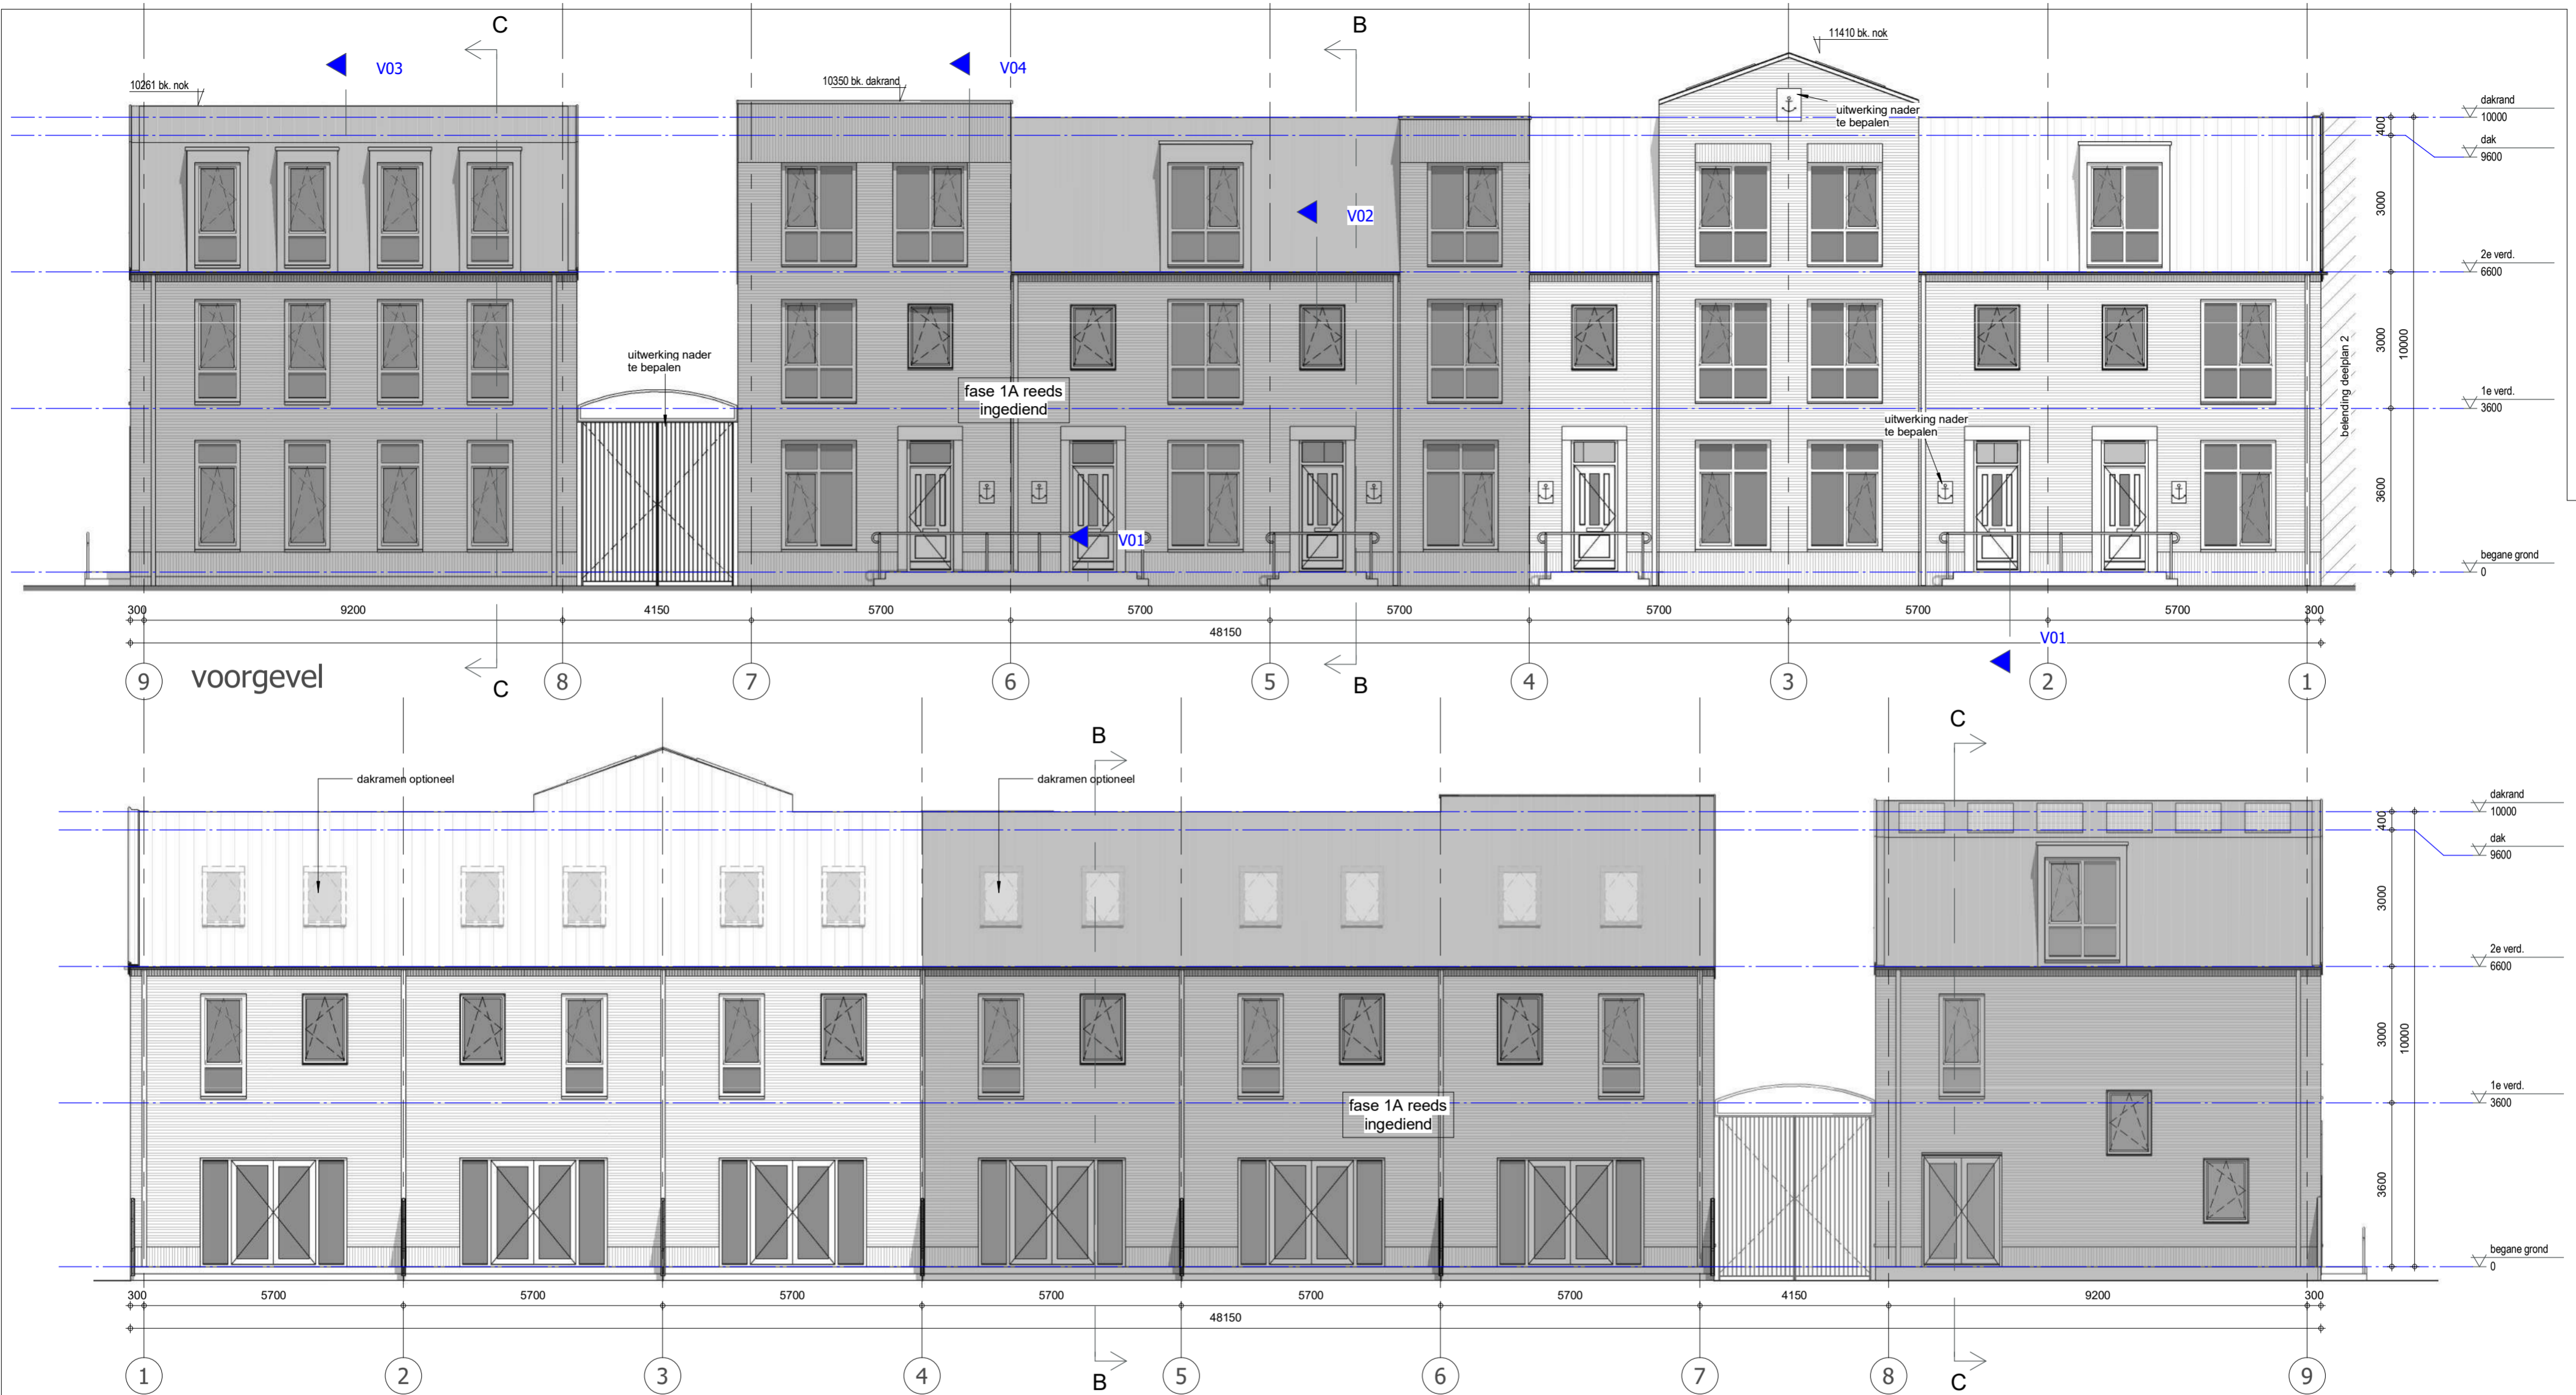 C
B
11410 bk. nok
V03
V04
10261 bk. nok
10350 bk. dakrand
uitwerking nader
te bepalen
dakrand
10000
400
dak
9600
3000
V02
2e verd.
6600
uitwerking nader
te bepalen
fase 1A reeds
ingediend
3000
10000
belending deelplan 2
1e verd.
3600
uitwerking nader
te bepalen
3600
V01
begane grond
0
300 9200 4150 5700 5700 5700 5700 5700 5700 300
48150
V01
9 voorgevel C 8 7 6 5 B 4 3 2 1
C
B
dakramen optioneel
dakramen optioneel
dakrand
10000
400
dak
9600
3000
2e verd.
6600
3000
10000
fase 1A reeds
ingediend
1e verd.
3600
3600
begane grond
0
300 5700 5700 5700 5700 5700 5700 4150 9200 300
48150
1 2 3 4 B 5 6 7 8 C 9